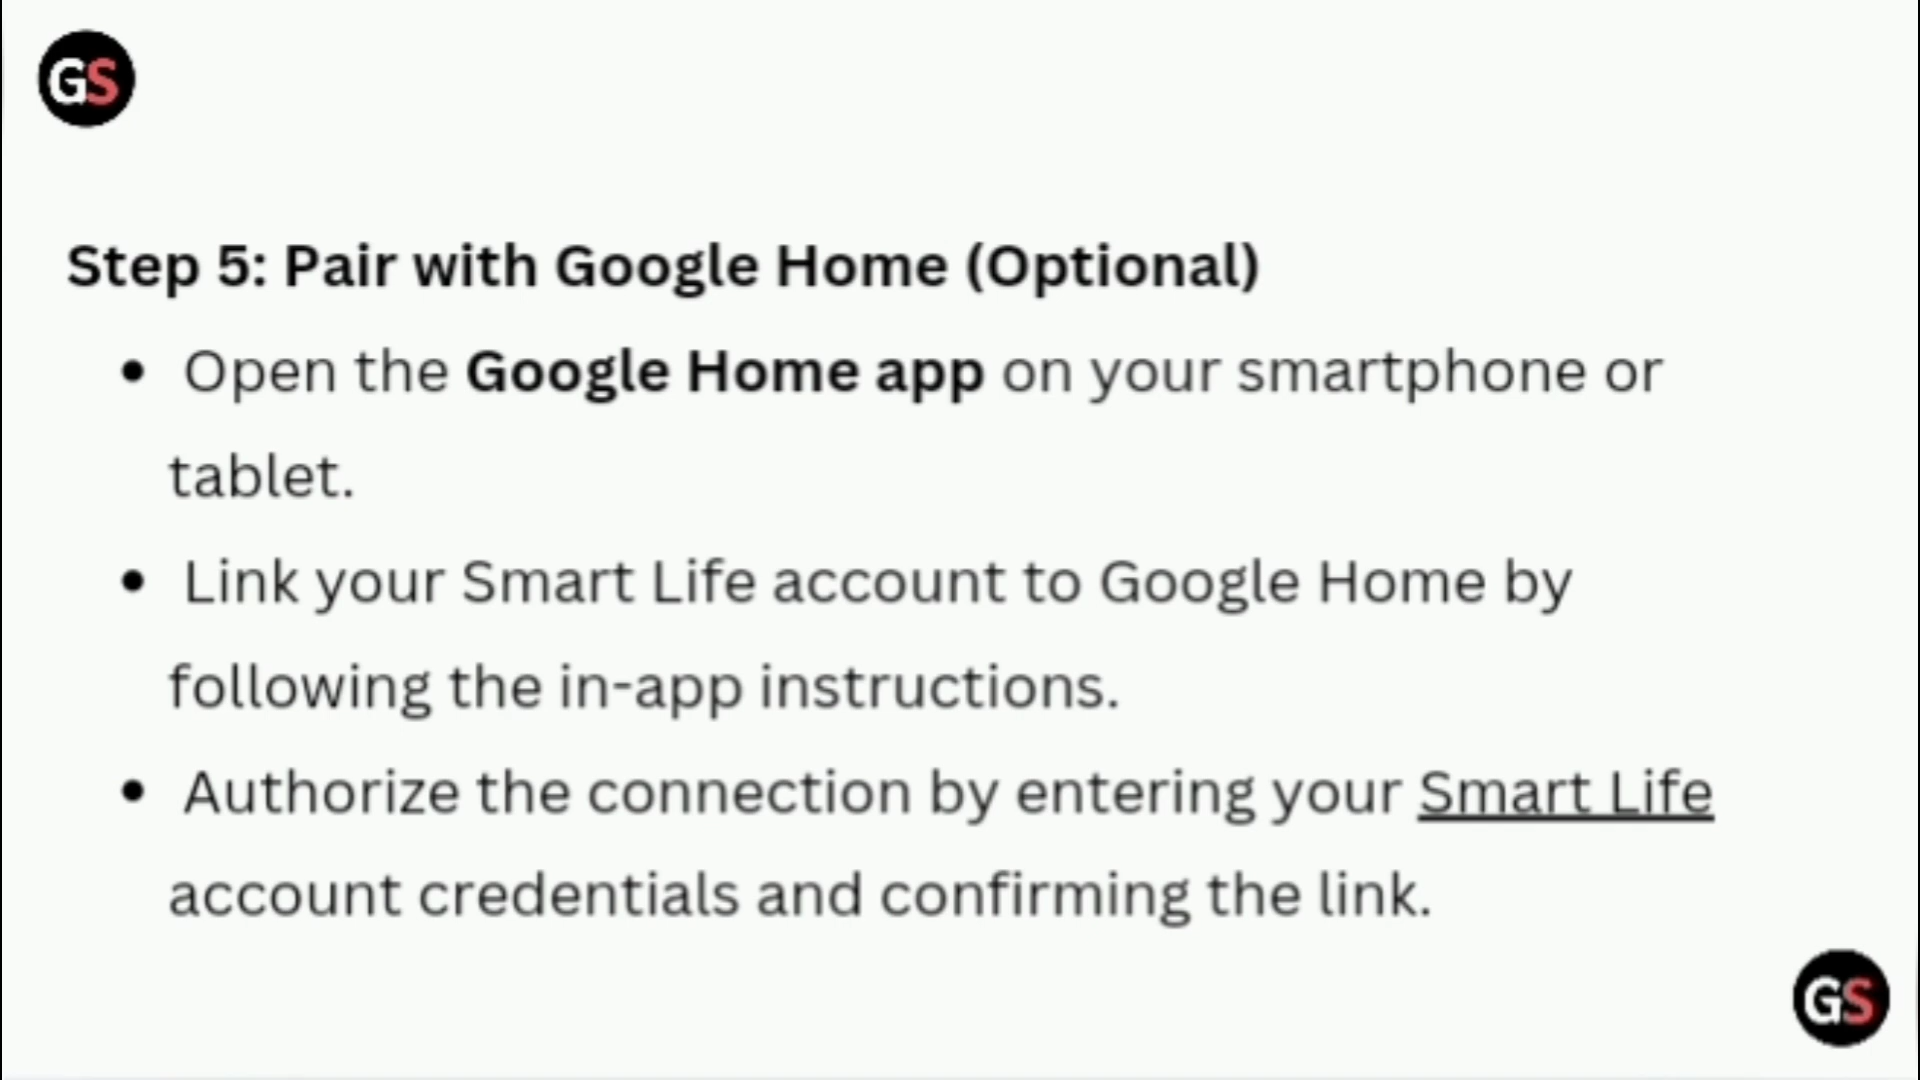 GS
Step 5: Pair with Google Home (Optional)
• Open the Google Home app on your smartphone or
tablet.
• Link your Smart Life account to Google Home by
following the in-app instructions.
• Authorize the connection by entering your Smart Life
account credentials and confirming the link.
GS